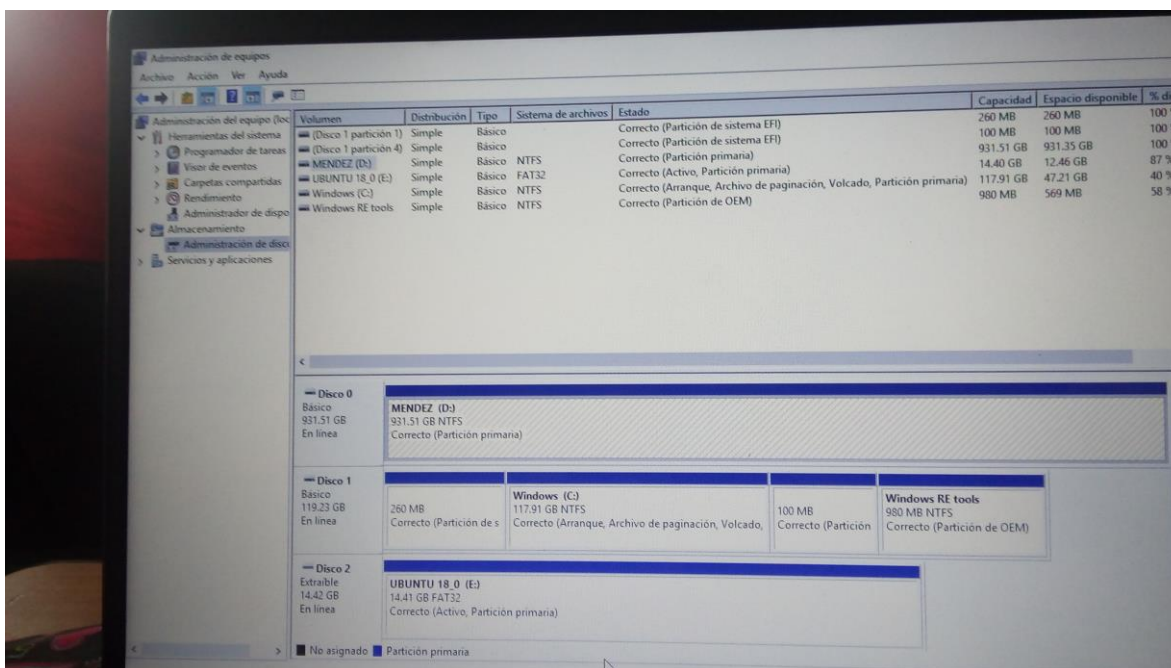 Administración de equipos
Archivo Acción Ver Ayuda
Administración del equipo (loc
Herramientas del sistema
Programador de tareas
Visor de eventos
Carpetas compartidas
Rendimiento
Administrador de dispo
Almacenamiento
Administración de disco
Servicios y aplicaciones
Volumen Distribución Tipo Sistema de archivos Estado Capacidad Espacio disponible % di
(Disco 1 partición 1) Simple Básico Correcto (Partición de sistema EFI) 260 MB 260 MB 100
(Disco 1 partición 4) Simple Básico Correcto (Partición de sistema EFI) 100 MB 100 MB 100
MENDEZ (D:) Simple Básico NTFS Correcto (Partición primaria) 931.51 GB 931.35 GB 100
UBUNTU 18_0 (E:) Simple Básico FAT32 Correcto (Activo, Partición primaria) 14.40 GB 12.46 GB 87 %
Windows (C:) Simple Básico NTFS Correcto (Arranque, Archivo de paginación, Volcado, Partición primaria) 117.91 GB 47.21 GB 40 %
Windows RE tools Simple Básico NTFS Correcto (Partición de OEM) 980 MB 569 MB 58 %
Disco 0
Básico
931.51 GB
En línea
MENDEZ (D:)
931.51 GB NTFS
Correcto (Partición primaria)
Disco 1
Básico
119.23 GB
En línea
260 MB
Correcto (Partición de s
Windows (C:)
117.91 GB NTFS
Correcto (Arranque, Archivo de paginación, Volcado,
100 MB
Correcto (Partición
Windows RE tools
980 MB NTFS
Correcto (Partición de OEM)
Disco 2
Extraíble
14.42 GB
En línea
UBUNTU 18_0 (E:)
14.41 GB FAT32
Correcto (Activo, Partición primaria)
No asignado Partición primaria